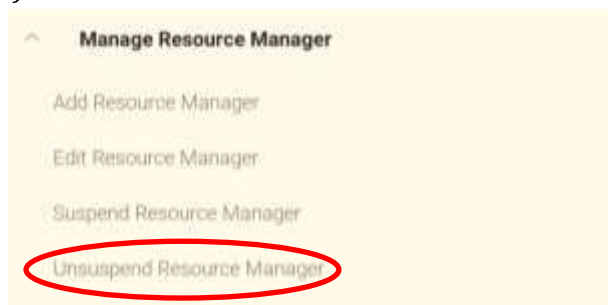 Manage Resource Manager
Add Resource Manager
Edit Resource Manager
Suspend Resource Manager
Unsuspend Resource Manager